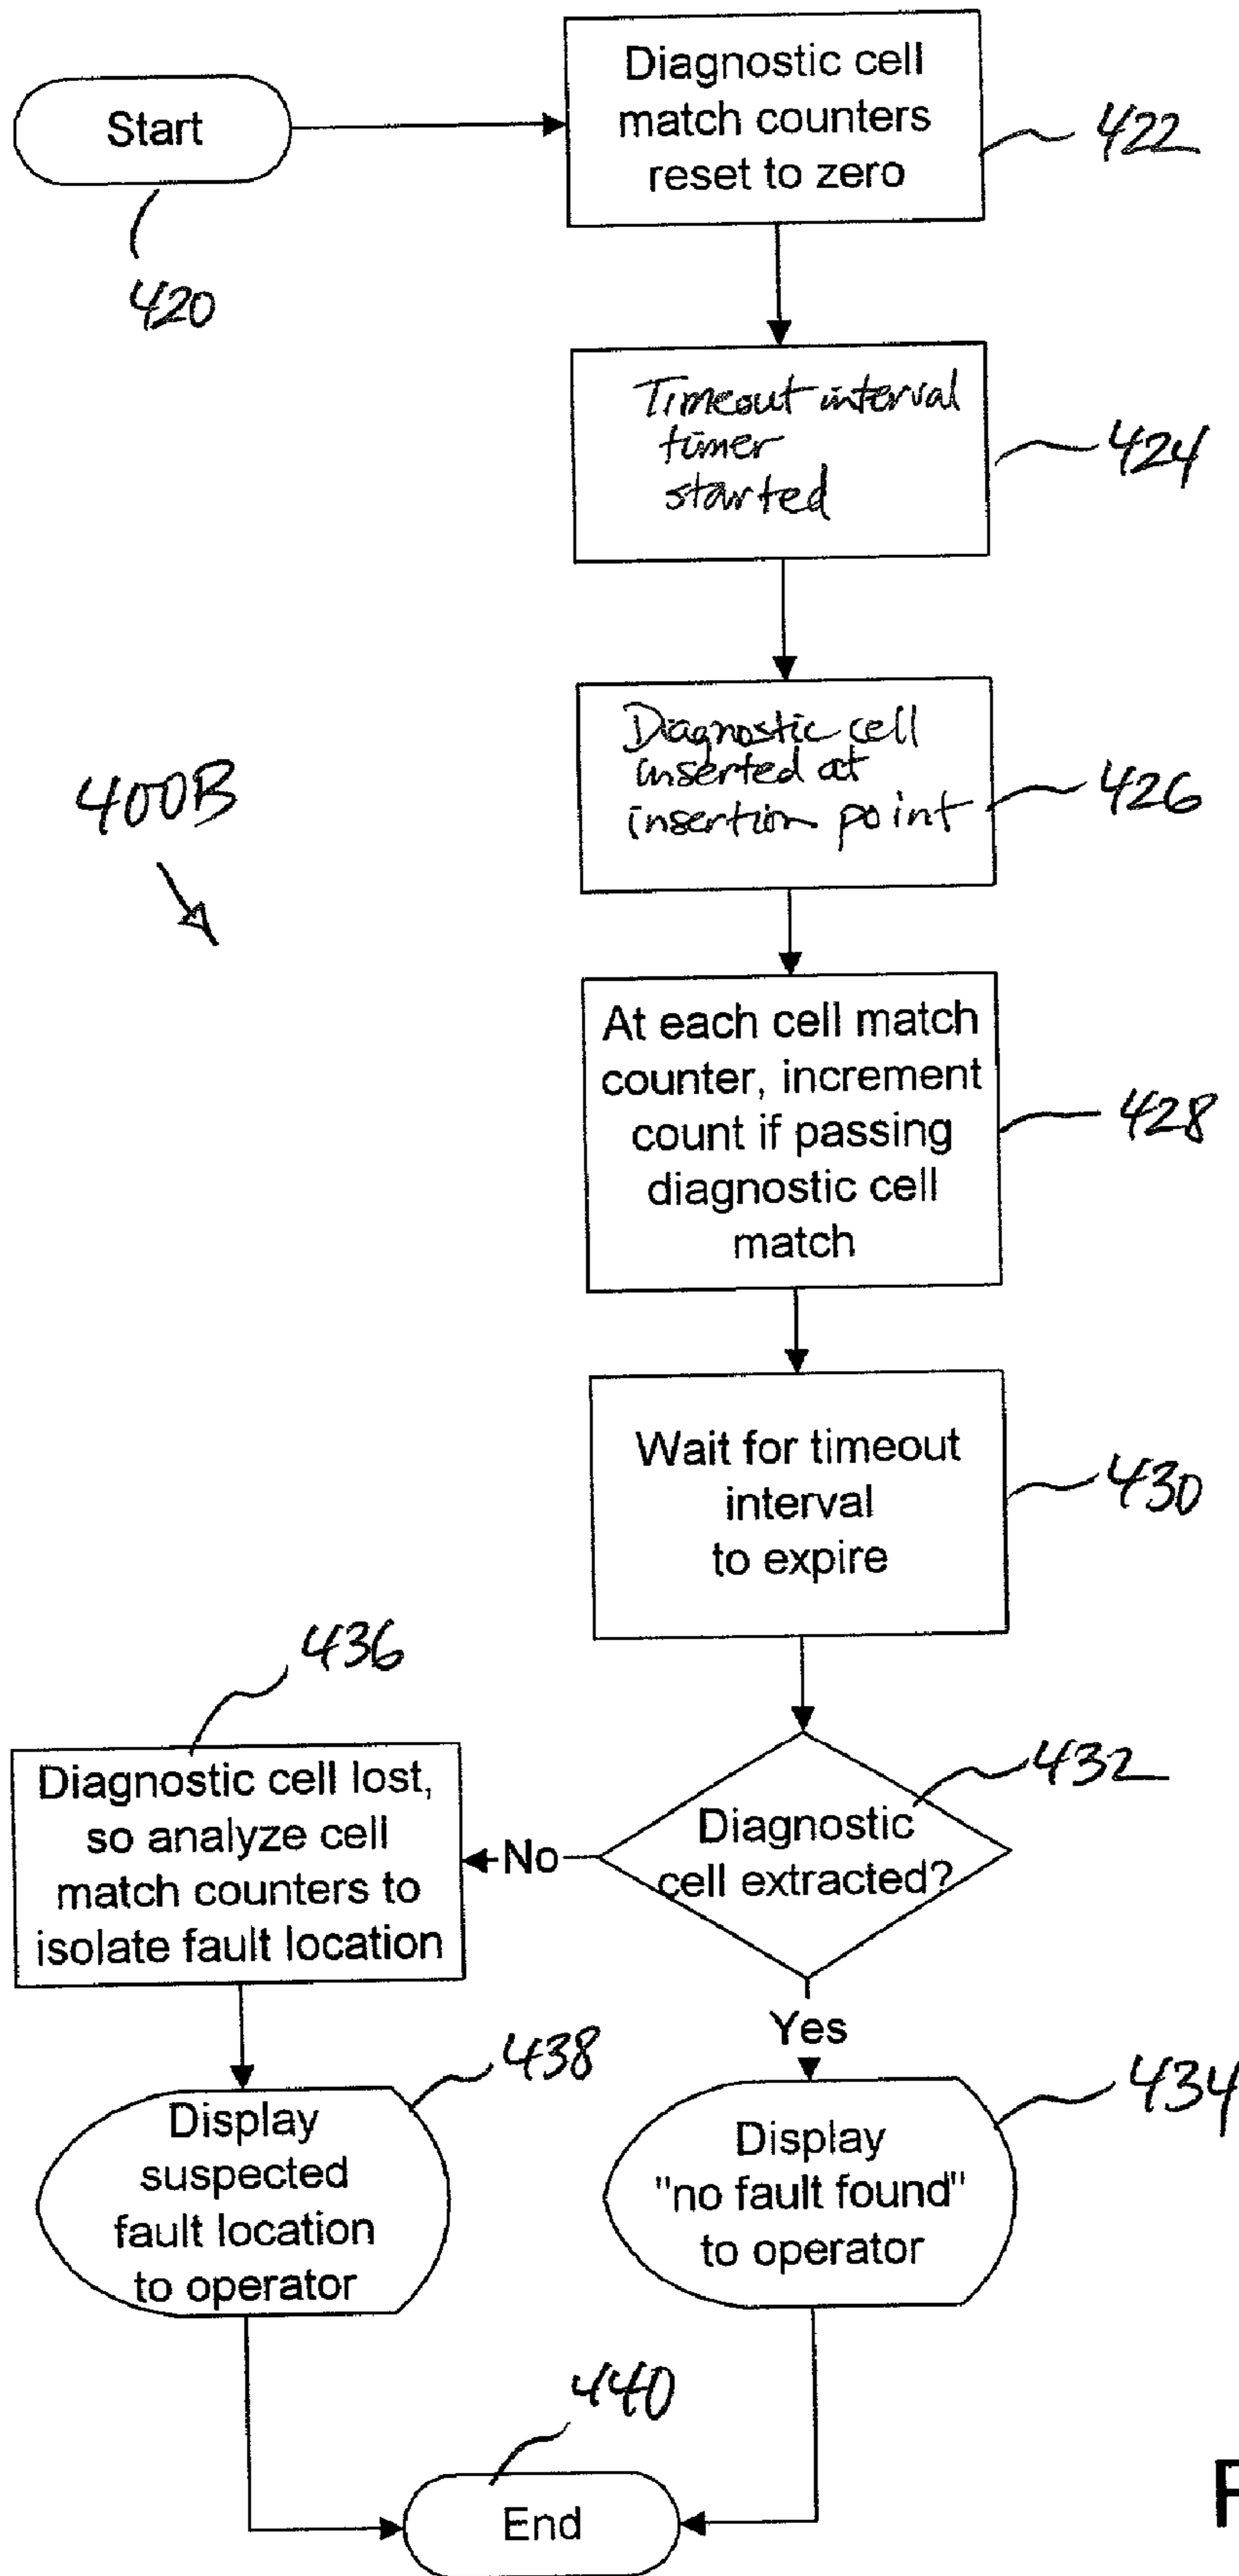 Start
420
Diagnostic cell
match counters
reset to zero
422
Timeout interval
timer
started
424
Diagnostic cell
inserted at
insertion point
426
400B
At each cell match
counter, increment
count if passing
diagnostic cell
match
428
Wait for timeout
interval
to expire
430
Diagnostic
cell extracted?
432
No
Yes
436
Diagnostic cell lost,
so analyze cell
match counters to
isolate fault location
438
Display
suspected
fault location
to operator
Display
"no fault found"
to operator
434
440
End
F